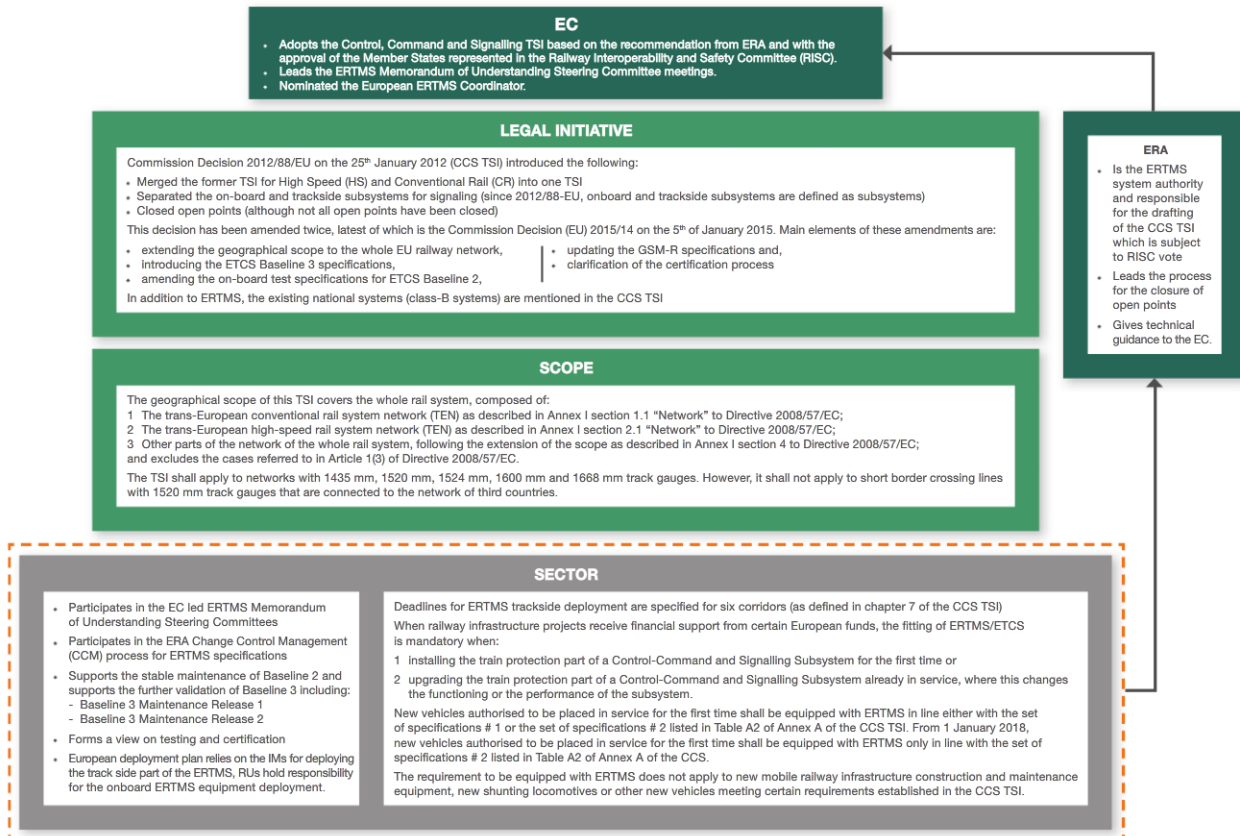 EC
• Adopts the Control, Command and Signalling TSI based on the recommendation from ERA and with the
approval of the Member States represented in the Railway Interoperability and Safety Committee (RISC).
• Leads the ERTMS Memorandum of Understanding Steering Committee meetings.
• Nominated the European ERTMS Coordinator.
LEGAL INITIATIVE
Commission Decision 2012/88/EU on the 25th January 2012 (CCS TSI) introduced the following:
• Merged the former TSI for High Speed (HS) and Conventional Rail (CR) into one TSI
• Separated the on-board and trackside subsystems for signaling (since 2012/88-EU, onboard and trackside subsystems are defined as subsystems)
• Closed open points (although not all open points have been closed)
This decision has been amended twice, latest of which is the Commission Decision (EU) 2015/14 on the 5th of January 2015. Main elements of these amendments are:
• extending the geographical scope to the whole EU railway network,
• introducing the ETCS Baseline 3 specifications,
• amending the on-board test specifications for ETCS Baseline 2,
• updating the GSM-R specifications and,
• clarification of the certification process
In addition to ERTMS, the existing national systems (class-B systems) are mentioned in the CCS TSI
ERA
• Is the ERTMS
system authority
and responsible
for the drafting
of the CCS TSI
which is subject
to RISC vote
• Leads the process
for the closure of
open points
• Gives technical
guidance to the EC.
SCOPE
The geographical scope of this TSI covers the whole rail system, composed of:
1 The trans-European conventional rail system network (TEN) as described in Annex I section 1.1 “Network” to Directive 2008/57/EC;
2 The trans-European high-speed rail system network (TEN) as described in Annex I section 2.1 “Network” to Directive 2008/57/EC;
3 Other parts of the network of the whole rail system, following the extension of the scope as described in Annex I section 4 to Directive 2008/57/EC;
and excludes the cases referred to in Article 1(3) of Directive 2008/57/EC.
The TSI shall apply to networks with 1435 mm, 1520 mm, 1524 mm, 1600 mm and 1668 mm track gauges. However, it shall not apply to short border crossing lines
with 1520 mm track gauges that are connected to the network of third countries.
SECTOR
• Participates in the EC led ERTMS Memorandum
of Understanding Steering Committees
• Participates in the ERA Change Control Management
(CCM) process for ERTMS specifications
• Supports the stable maintenance of Baseline 2 and
supports the further validation of Baseline 3 including:
- Baseline 3 Maintenance Release 1
- Baseline 3 Maintenance Release 2
• Forms a view on testing and certification
• European deployment plan relies on the IMs for deploying
the track side part of the ERTMS, RUs hold responsibility
for the onboard ERTMS equipment deployment.
Deadlines for ERTMS trackside deployment are specified for six corridors (as defined in chapter 7 of the CCS TSI)
When railway infrastructure projects receive financial support from certain European funds, the fitting of ERTMS/ETCS
is mandatory when:
1 installing the train protection part of a Control-Command and Signalling Subsystem for the first time or
2 upgrading the train protection part of a Control-Command and Signalling Subsystem already in service, where this changes
the functioning or the performance of the subsystem.
New vehicles authorised to be placed in service for the first time shall be equipped with ERTMS in line either with the set
of specifications # 1 or the set of specifications # 2 listed in Table A2 of Annex A of the CCS TSI. From 1 January 2018,
new vehicles authorised to be placed in service for the first time shall be equipped with ERTMS only in line with the set of
specifications # 2 listed in Table A2 of Annex A of the CCS.
The requirement to be equipped with ERTMS does not apply to new mobile railway infrastructure construction and maintenance
equipment, new shunting locomotives or other new vehicles meeting certain requirements established in the CCS TSI.